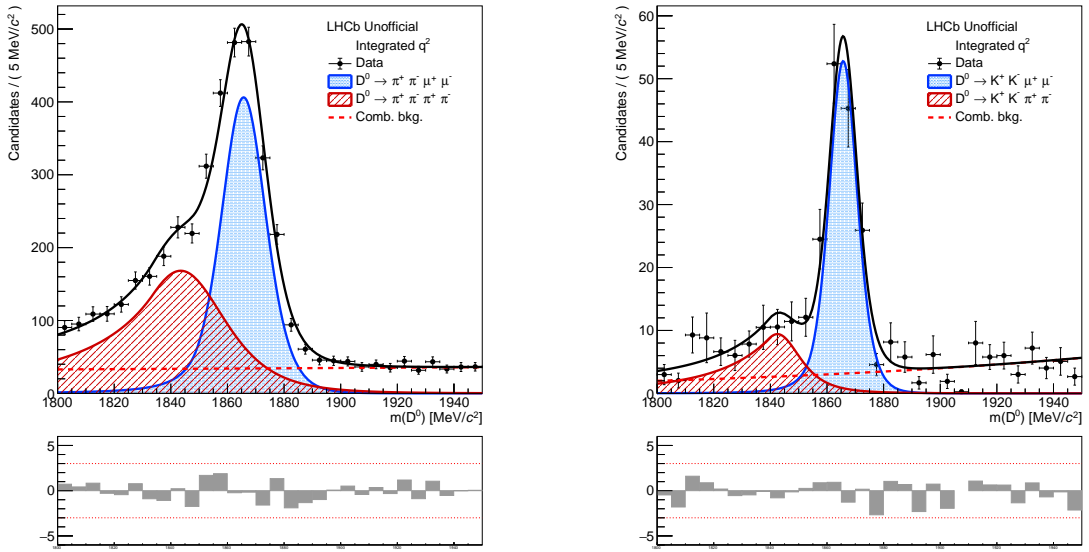 Candidates / ( 5 MeV/c²)
500
400
300
200
100
0
LHCb Unofficial
Integrated q²
Data
D⁰ → π⁺ π⁻ μ⁺ μ⁻
D⁰ → π⁺ π⁻ π⁺ π⁻
Comb. bkg.
1800 1820 1840 1860 1880 1900 1920 1940
m(D⁰) [MeV/c²]
5
0
−5
Candidates / ( 5 MeV/c²)
60
50
40
30
20
10
0
LHCb Unofficial
Integrated q²
Data
D⁰ → K⁺ K⁻ μ⁺ μ⁻
D⁰ → K⁺ K⁻ π⁺ π⁻
Comb. bkg.
1800 1820 1840 1860 1880 1900 1920 1940
m(D⁰) [MeV/c²]
5
0
−5